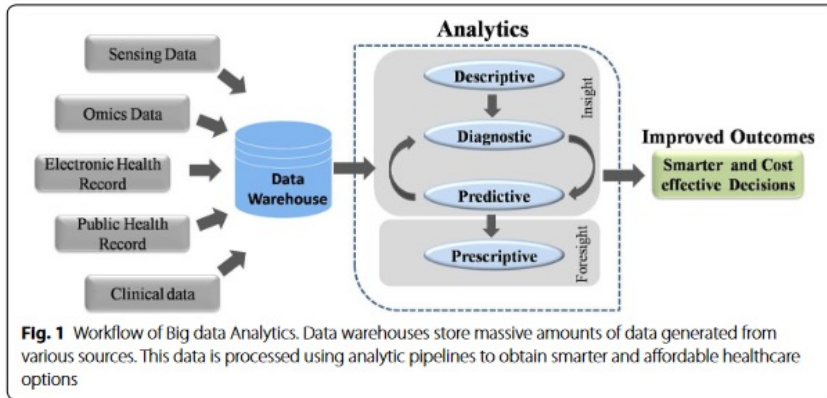 Analytics
Sensing Data
Omics Data
Electronic Health
Record
Public Health
Record
Clinical data
Data
Warehouse
Descriptive
Diagnostic
Predictive
Prescriptive
Insight
Foresight
Improved Outcomes
Smarter and Cost
effective Decisions
Fig. 1 Workflow of Big data Analytics. Data warehouses store massive amounts of data generated from
various sources. This data is processed using analytic pipelines to obtain smarter and affordable healthcare
options